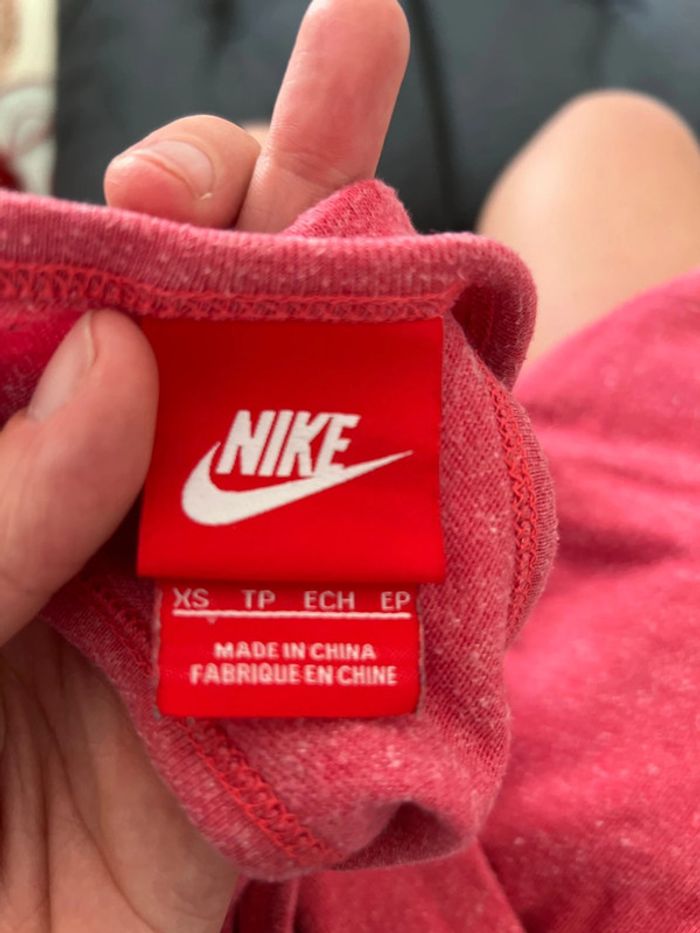 NIKE
XS TP ECH EP
MADE IN CHINA
FABRIQUE EN CHINE